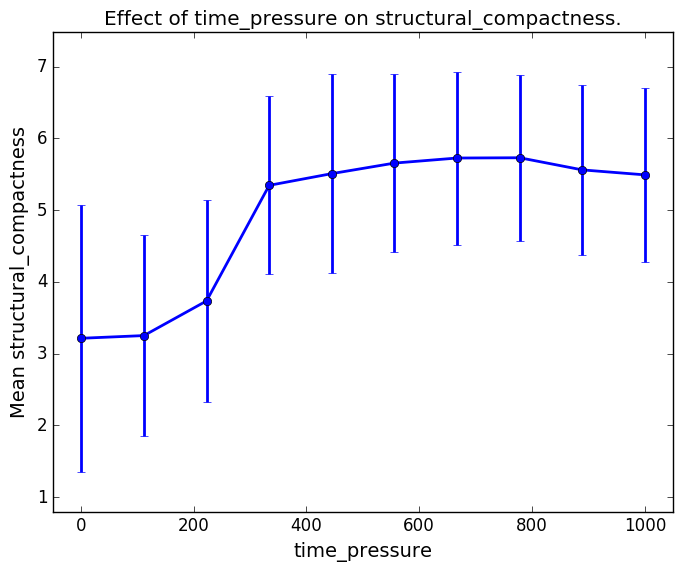 Effect of time_pressure on structural_compactness.
Mean structural_compactness
7
6
5
4
3
2
1
0 200 400 600 800 1000
time_pressure